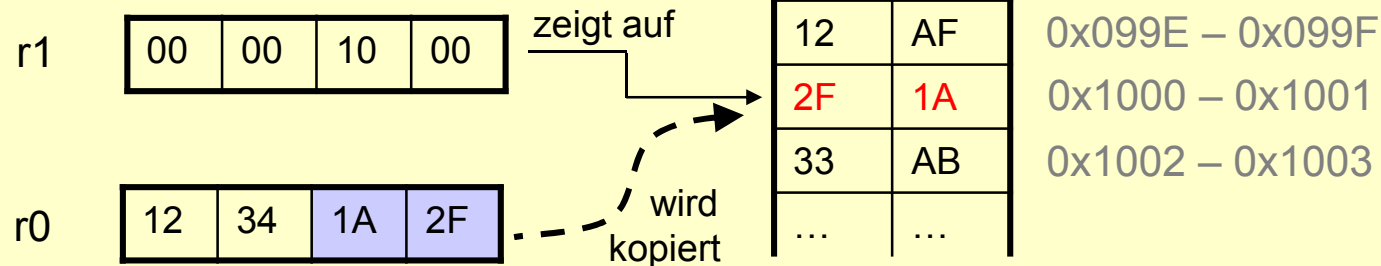 r1 00 00 10 00 zeigt auf 12 AF 0x099E – 0x099F
2F 1A 0x1000 – 0x1001
33 AB 0x1002 – 0x1003
r0 12 34 1A 2F wird kopiert … …